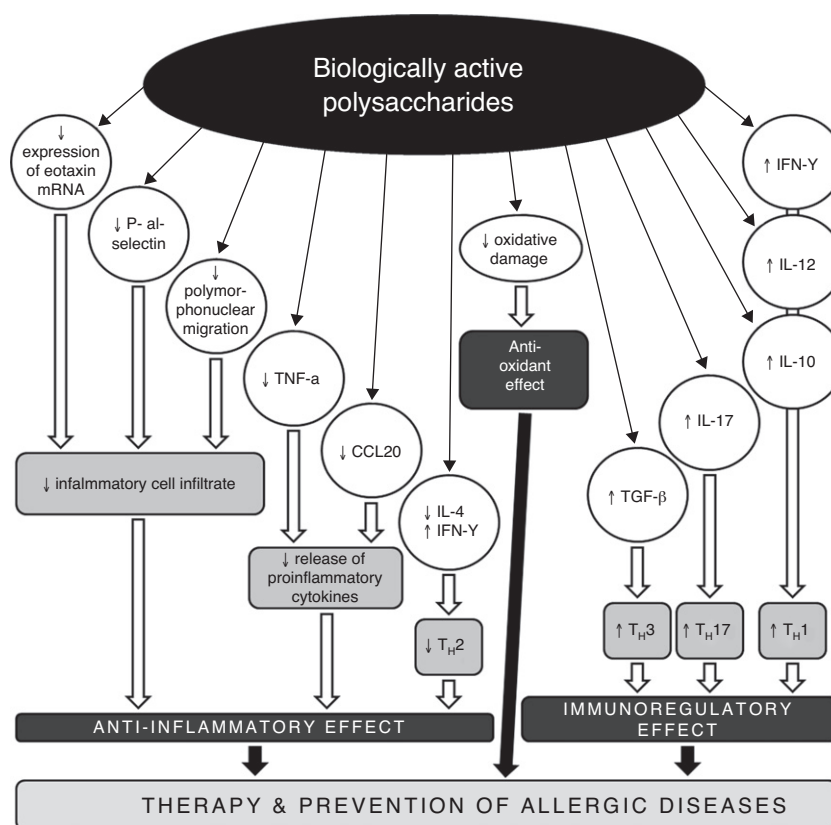 Biologically active
polysaccharides
↓
expression
of eotaxin
mRNA
↓ P- al-
selectin
↓
polymor-
phonuclear
migration
↓ TNF-a
↓ CCL20
↓ IL-4
↑ IFN-Y
↓ oxidative
damage
Anti-
oxidant
effect
↑ TGF-β
↑ IL-17
↑ IFN-Y
↑ IL-12
↑ IL-10
↓ infalmmatory cell infiltrate
↓ release of
proinflammatory
cytokines
↓ TH2
↑ TH3
↑ TH17
↑ TH1
ANTI-INFLAMMATORY EFFECT
IMMUNOREGULATORY
EFFECT
THERAPY & PREVENTION OF ALLERGIC DISEASES